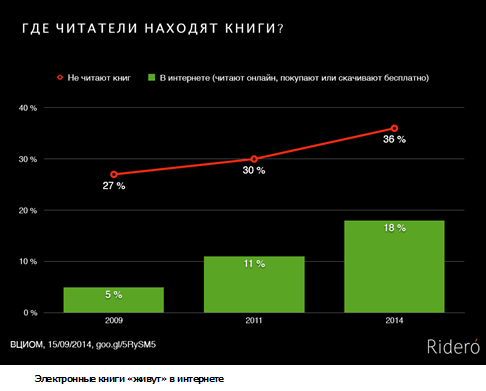 ГДЕ ЧИТАТЕЛИ НАХОДЯТ КНИГИ?
Не читают книг
В интернете (читают онлайн, покупают или скачивают бесплатно)
40 %
36 %
30 %
30 %
27 %
20 %
18 %
11 %
10 %
5 %
0 %
2009 2011 2014
ВЦИОМ, 15/09/2014, goo.gl/5RySM5
Rideró
Электронные книги «живут» в интернете